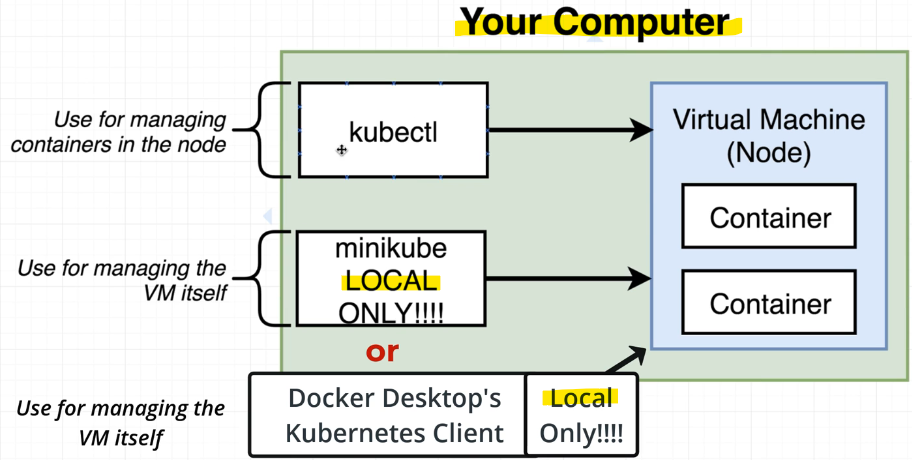 Your Computer
Use for managing
containers in the node
kubectl
Virtual Machine
(Node)
Container
Container
Use for managing the
VM itself
minikube
LOCAL
ONLY!!!!
or
Use for managing the
VM itself
Docker Desktop's
Kubernetes Client
Local
Only!!!!